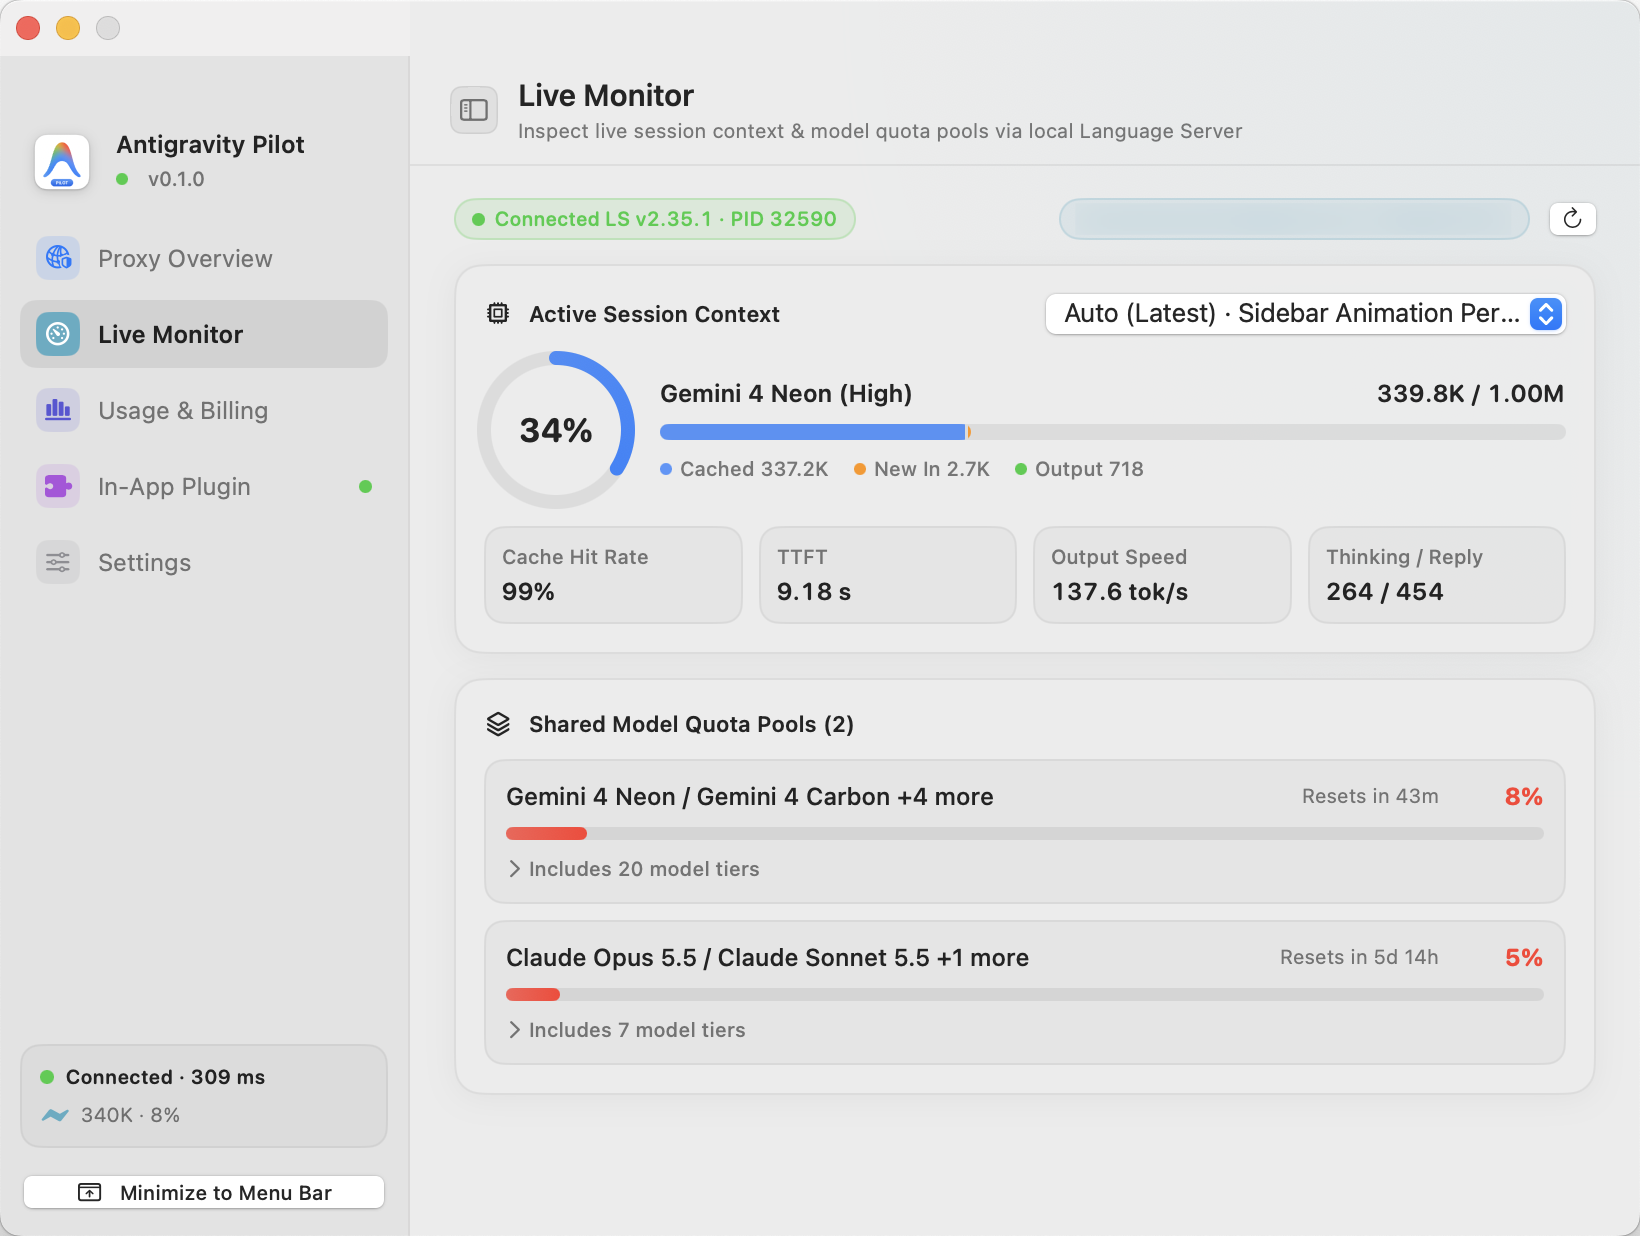 Antigravity Pilot
v0.1.0
Proxy Overview
Live Monitor
Usage & Billing
In-App Plugin
Settings
Connected · 309 ms
340K · 8%
Minimize to Menu Bar
Live Monitor
Inspect live session context & model quota pools via local Language Server
Connected LS v2.35.1 · PID 32590
Active Session Context
Auto (Latest) · Sidebar Animation Per...
34%
Gemini 4 Neon (High)
339.8K / 1.00M
Cached 337.2K
New In 2.7K
Output 718
Cache Hit Rate
99%
TTFT
9.18 s
Output Speed
137.6 tok/s
Thinking / Reply
264 / 454
Shared Model Quota Pools (2)
Gemini 4 Neon / Gemini 4 Carbon +4 more
Resets in 43m
8%
Includes 20 model tiers
Claude Opus 5.5 / Claude Sonnet 5.5 +1 more
Resets in 5d 14h
5%
Includes 7 model tiers